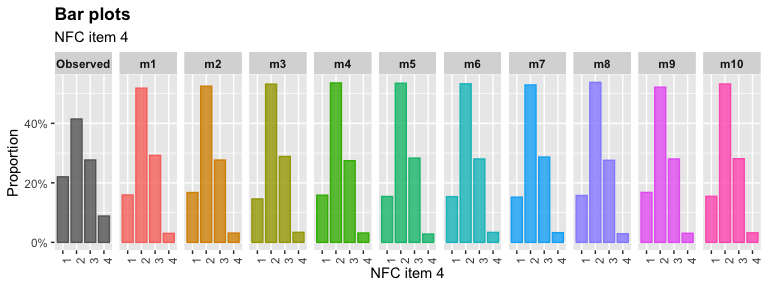 Bar plots
NFC item 4
Observed m1 m2 m3 m4 m5 m6 m7 m8 m9 m10
Proportion
40%
20%
0%
1 2 3 4 1 2 3 4 1 2 3 4 1 2 3 4 1 2 3 4 1 2 3 4 1 2 3 4 1 2 3 4 1 2 3 4 1 2 3 4 1 2 3 4
NFC item 4